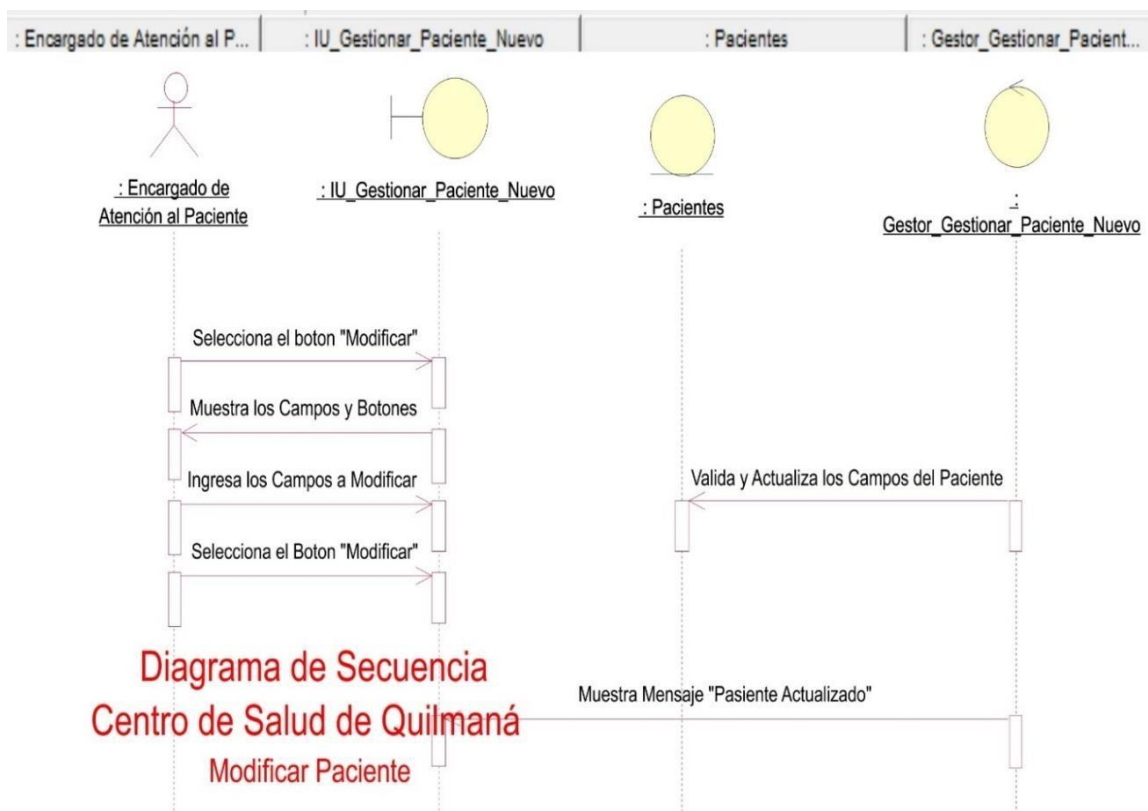 : Encargado de Atención al P...
: IU_Gestionar_Paciente_Nuevo
: Pacientes
: Gestor_Gestionar_Pacient...
: Encargado de
Atención al Paciente
: IU_Gestionar_Paciente_Nuevo
: Pacientes
:
Gestor_Gestionar_Paciente_Nuevo
Selecciona el boton "Modificar"
Muestra los Campos y Botones
Ingresa los Campos a Modificar
Valida y Actualiza los Campos del Paciente
Selecciona el Boton "Modificar"
Muestra Mensaje "Pasiente Actualizado"
Diagrama de Secuencia
Centro de Salud de Quilmaná
Modificar Paciente